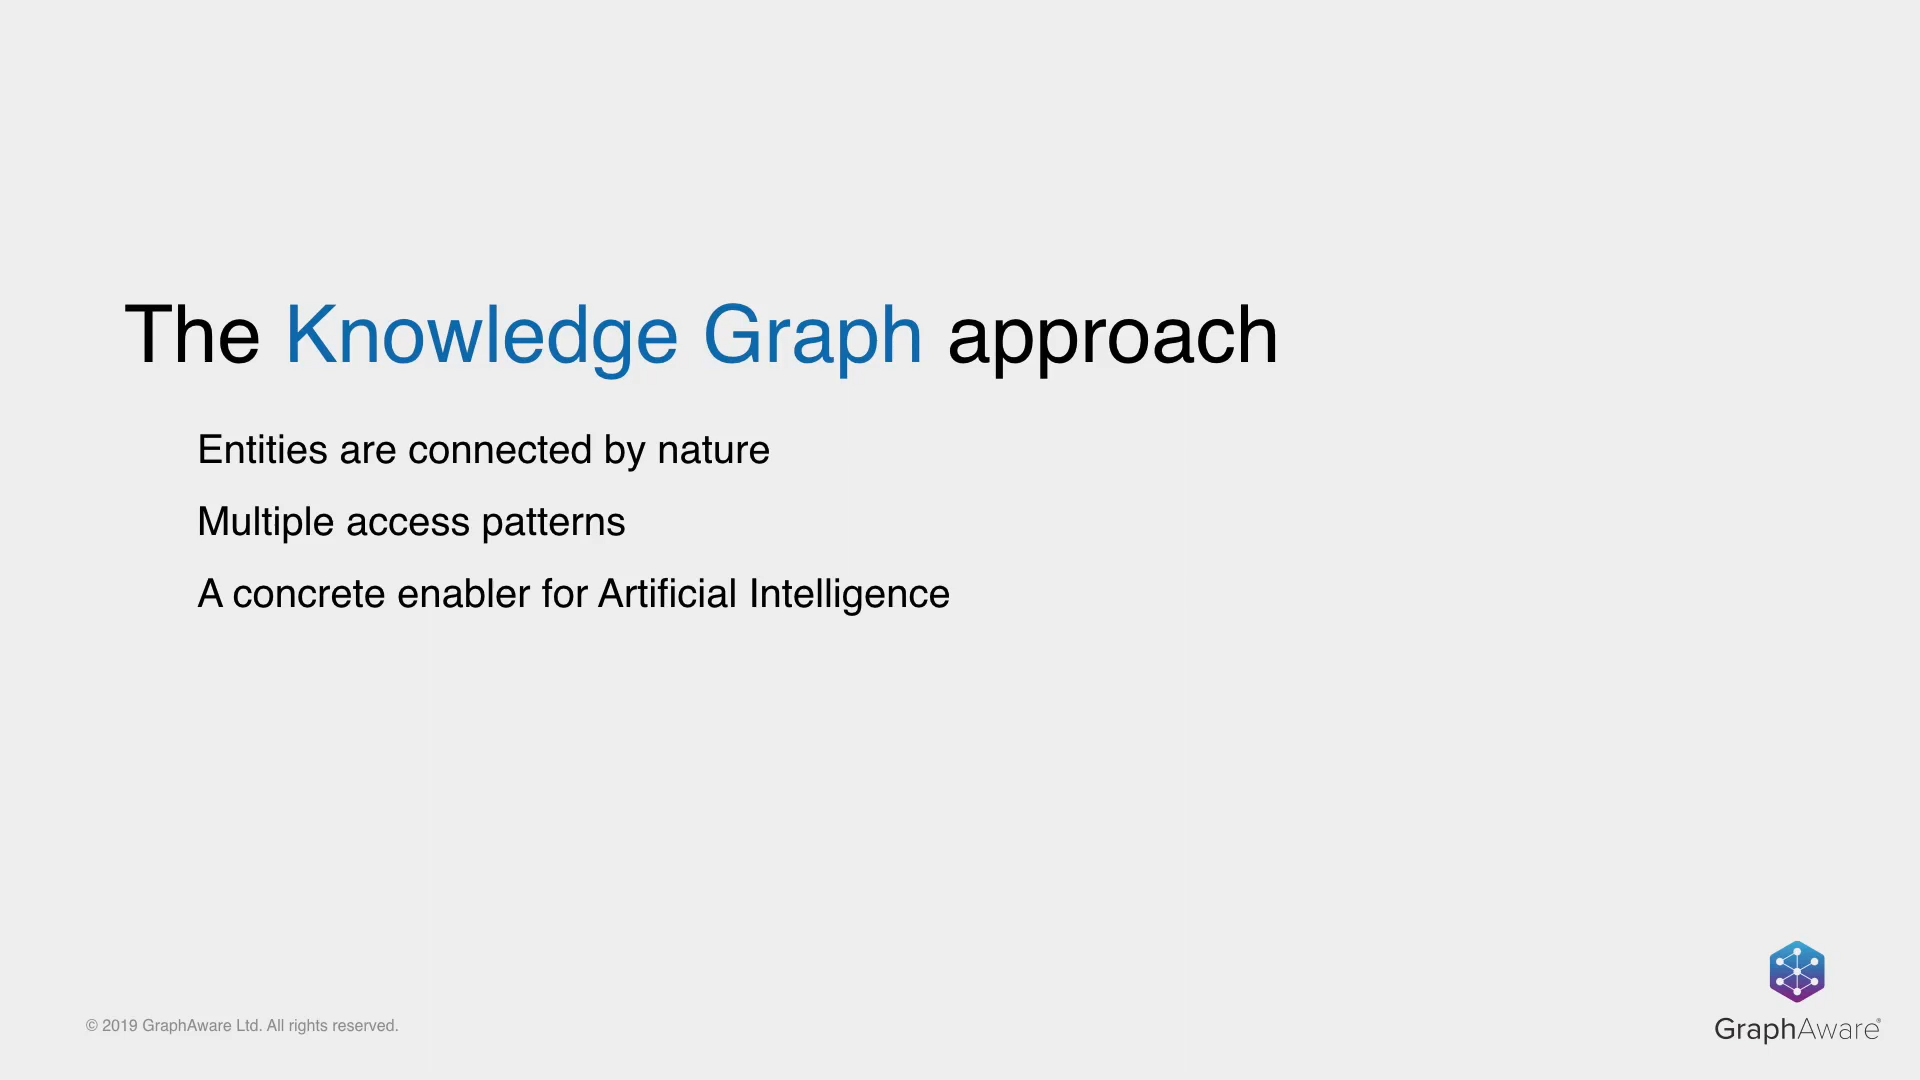 The Knowledge Graph approach
Entities are connected by nature
Multiple access patterns
A concrete enabler for Artificial Intelligence
© 2019 GraphAware Ltd. All rights reserved.
GraphAware®